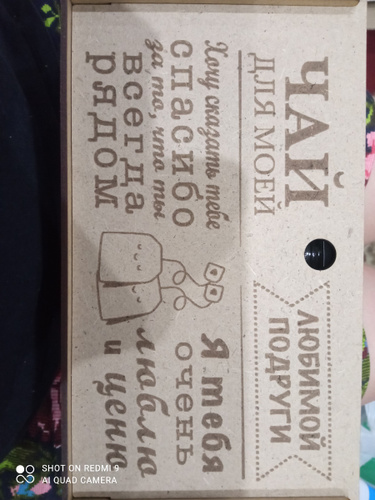 ЧАЙ
ДЛЯ МОЕЙ
ЛЮБИМОЙ
ПОДРУГИ
Хочу сказать тебе
спасибо
за то, что ты
всегда
рядом
Я тебя
очень
люблю
и ценю
SHOT ON REDMI 9
AI QUAD CAMERA